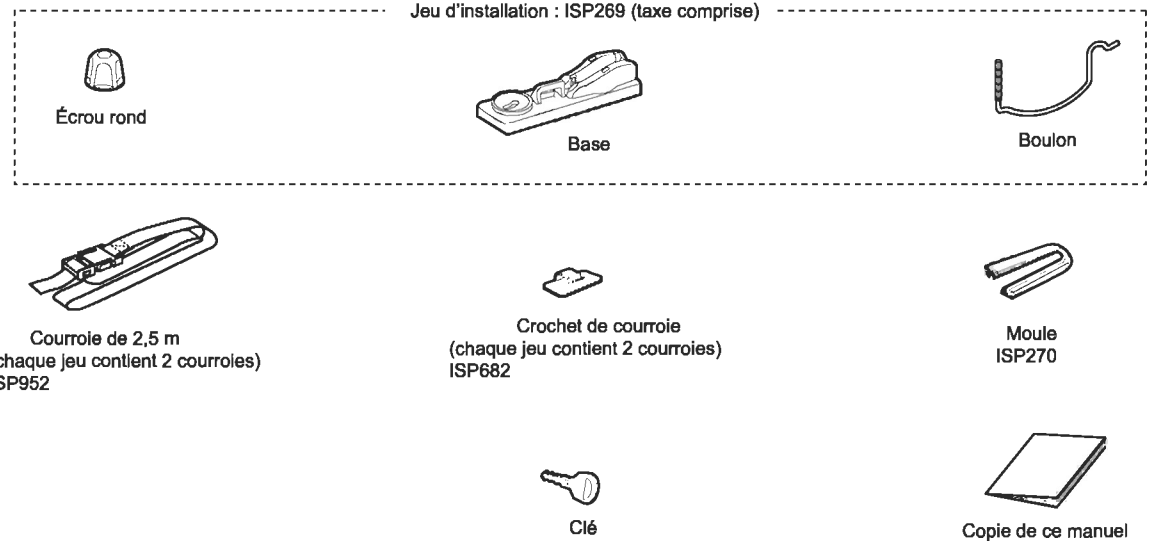 Jeu d'installation : ISP269 (taxe comprise)
Écrou rond
Base
Boulon
Courroie de 2,5 m
chaque jeu contient 2 courroies)
SP952
Crochet de courroie
(chaque jeu contient 2 courroies)
ISP682
Moule
ISP270
Clé
Copie de ce manuel